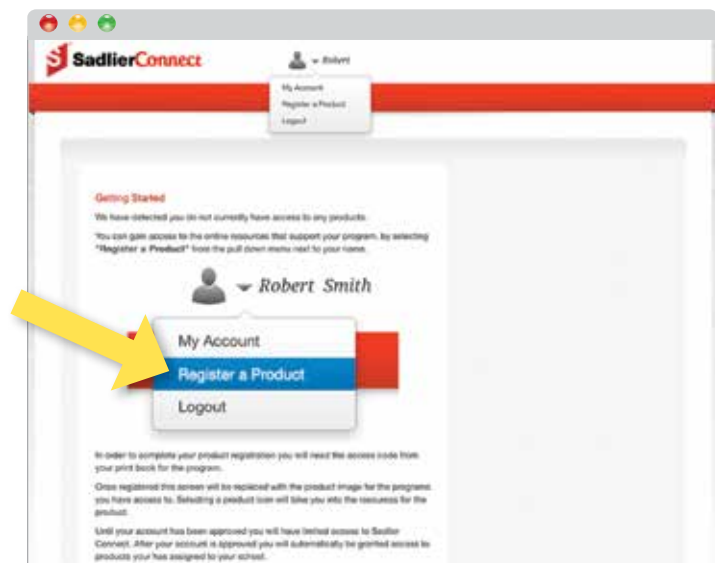 SadlierConnect
Robert
My Account
Register a Product
Logout
Getting Started
We have detected you do not currently have access to any products.
You can gain access to the online resources that support your program, by selecting
"Register a Product" from the pull down menu next to your name.
Robert Smith
My Account
Register a Product
Logout
In order to complete your product registration you will need the access code from
your print book for the program.
Once registered this screen will be replaced with the product image for the programs
you have access to. Selecting a product icon will take you into the resources for the
product.
Until your account has been approved you will have limited access to Sadlier
Connect. After your account is approved you will automatically be granted access to
products your has assigned to your school.